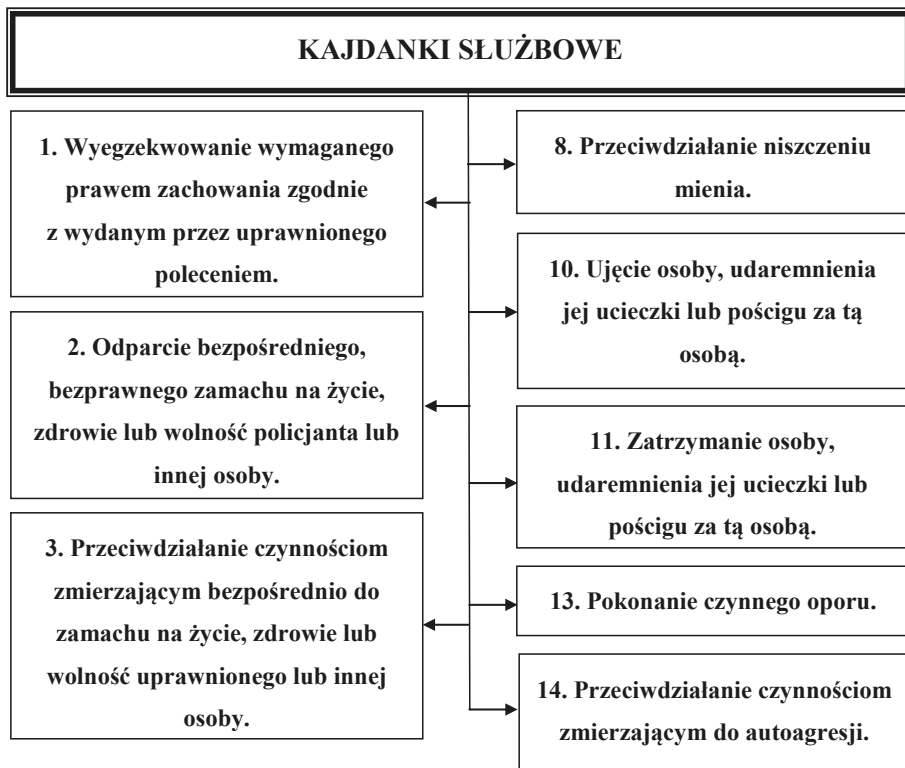 KAJDANKI SŁUŻBOWE
1. Wyegzekwowanie wymaganego
prawem zachowania zgodnie
z wydanym przez uprawnionego
poleceniem.
2. Odparcie bezpośredniego,
bezprawnego zamachu na życie,
zdrowie lub wolność policjanta lub
innej osoby.
3. Przeciwdziałanie czynnościom
zmierzającym bezpośrednio do
zamachu na życie, zdrowie lub
wolność uprawnionego lub innej
osoby.
8. Przeciwdziałanie niszczeniu
mienia.
10. Ujęcie osoby, udaremnienia
jej ucieczki lub pościgu za tą
osobą.
11. Zatrzymanie osoby,
udaremnienia jej ucieczki lub
pościgu za tą osobą.
13. Pokonanie czynnego oporu.
14. Przeciwdziałanie czynnościom
zmierzającym do autoagresji.